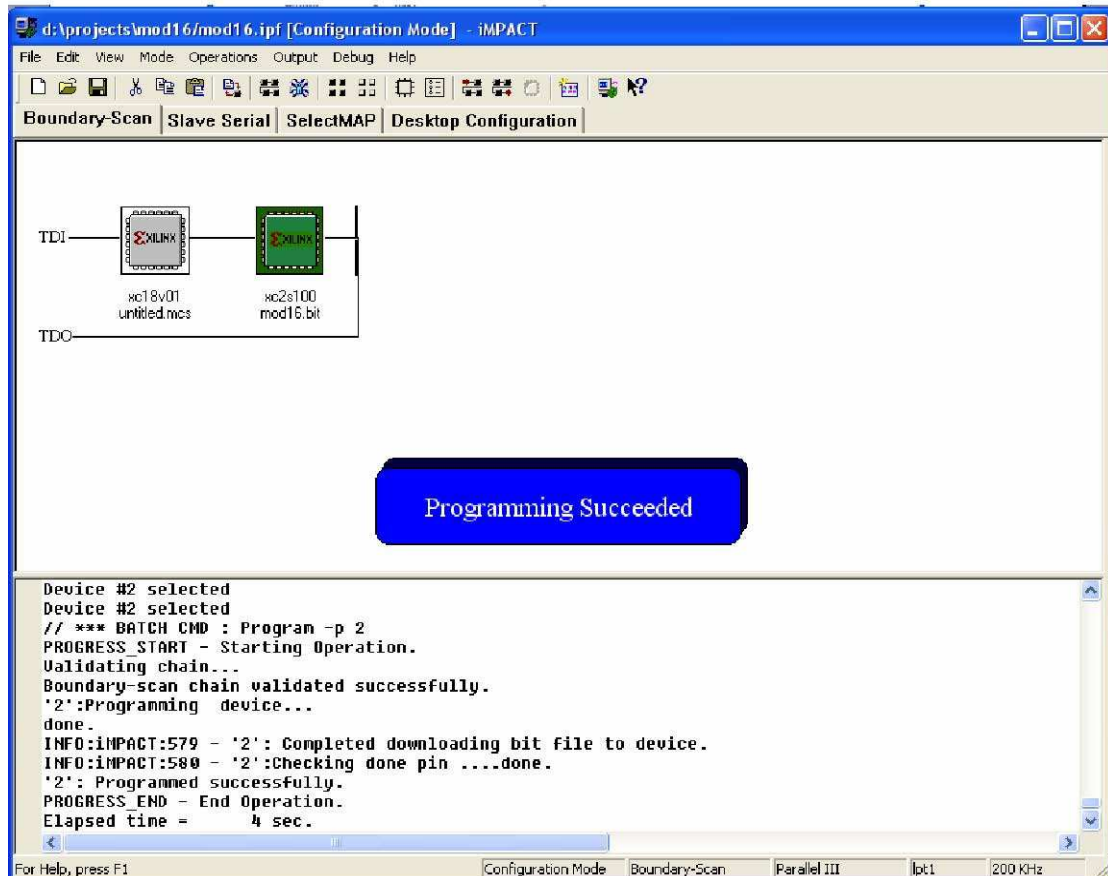 d:\projects\mod16/mod16.ipf [Configuration Mode] - iMPACT
File Edit View Mode Operations Output Debug Help
Boundary-Scan Slave Serial SelectMAP Desktop Configuration
TDI
XILINX XILINX
xc18v01 xc2s100
untitled.mcs mod16.bit
TDO
Programming Succeeded
Device #2 selected
Device #2 selected
// *** BATCH CMD : Program -p 2
PROGRESS_START - Starting Operation.
Validating chain...
Boundary-scan chain validated successfully.
'2':Programming device...
done.
INFO:iMPACT:579 - '2': Completed downloading bit file to device.
INFO:iMPACT:580 - '2':Checking done pin ....done.
'2': Programmed successfully.
PROGRESS_END - End Operation.
Elapsed time = 4 sec.
For Help, press F1 Configuration Mode Boundary-Scan Parallel III lpt1 200 KHz